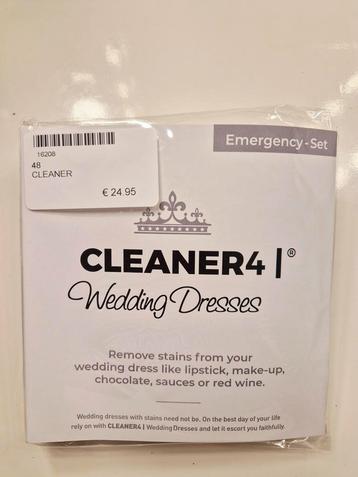 16208
48
CLEANER
€ 24.95
Emergency-Set
CLEANER4 | ®
Wedding Dresses
Remove stains from your
wedding dress like lipstick, make-up,
chocolate, sauces or red wine.
Wedding dresses with stains need not be. On the best day of your life
rely on with CLEANER4 | Wedding Dresses and let it escort you faithfully.